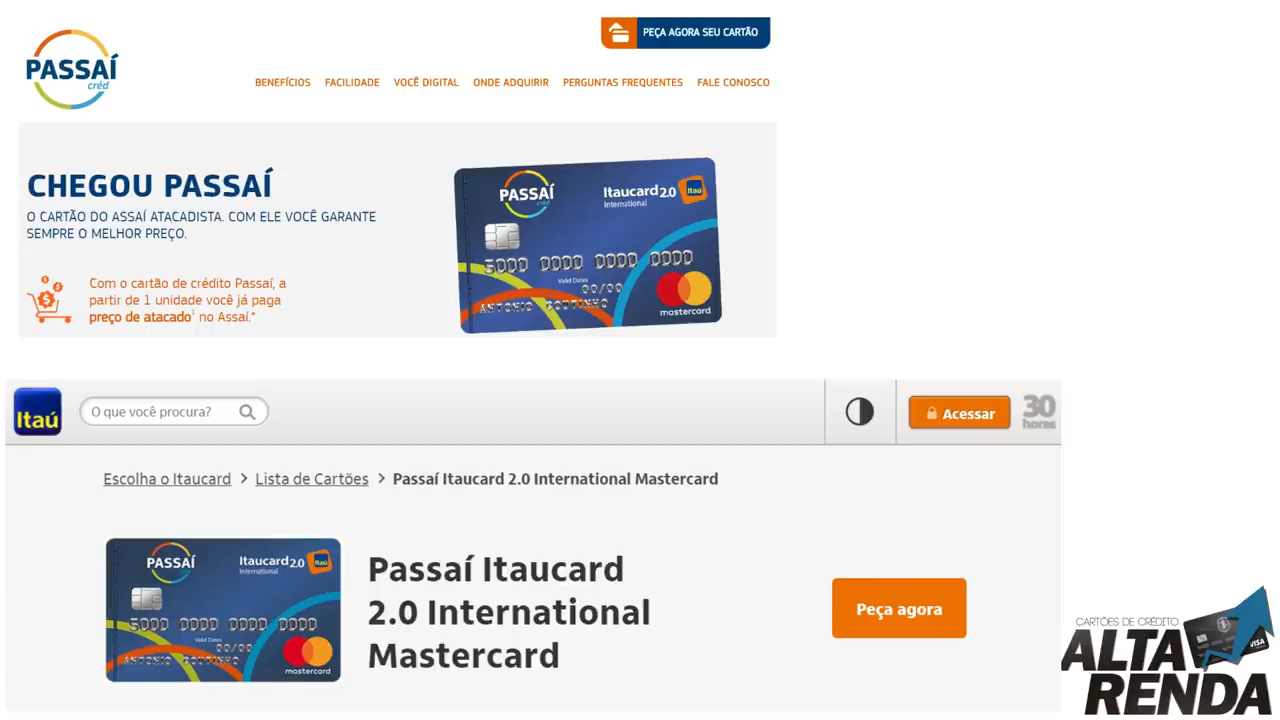 PEÇA AGORA SEU CARTÃO
PASSAÍ
créd
BENEFÍCIOS FACILIDADE VOCÊ DIGITAL ONDE ADQUIRIR PERGUNTAS FREQUENTES FALE CONOSCO
CHEGOU PASSAÍ
O CARTÃO DO ASSAÍ ATACADISTA. COM ELE VOCÊ GARANTE
SEMPRE O MELHOR PREÇO.
Com o cartão de crédito Passaí, a
partir de 1 unidade você já paga
preço de atacado¹ no Assaí.*
PASSAÍ
créd
Itaucard 2.0
International
Itaú
5000 0000 0000 0000
Valid Dates
00/00
ANTONIO COUTINHO
mastercard
Itaú
O que você procura?
Acessar
30
horas
Escolha o Itaucard > Lista de Cartões > Passaí Itaucard 2.0 International Mastercard
PASSAÍ
créd
Itaucard 2.0
International
Itaú
5000 0000 0000 0000
Valid Dates
00/00
ANTONIO COUTINHO
mastercard
Passaí Itaucard
2.0 International
Mastercard
Peça agora
CARTÕES DE CRÉDITO
ALTA
RENDA
VISA